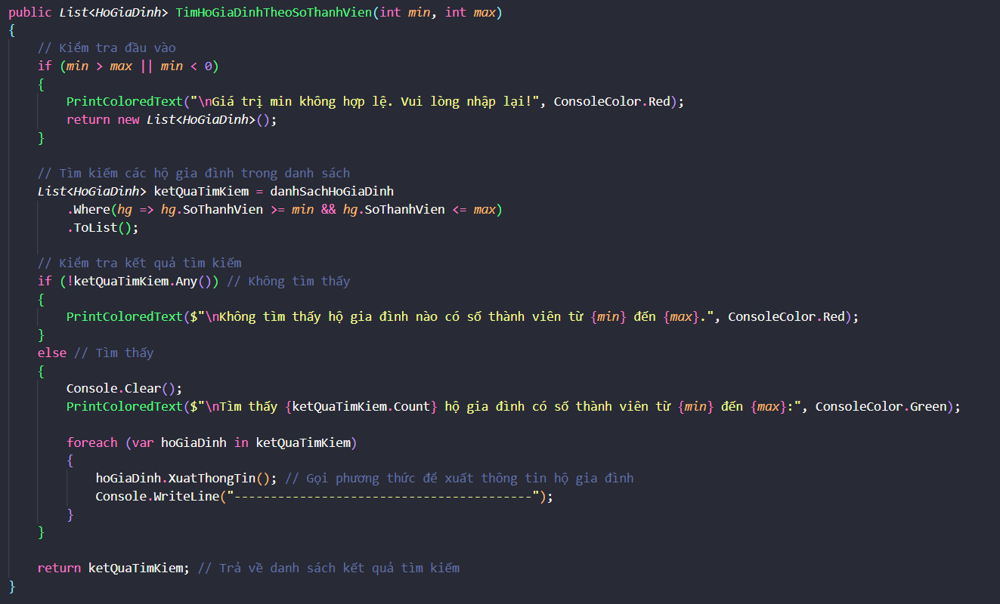 public List<HoGiaDinh> TimHoGiaDinhTheoSoThanhVien(int min, int max)
{
    // Kiểm tra đầu vào
    if (min > max || min < 0)
    {
        PrintColoredText("\nGiá trị min không hợp lệ. Vui lòng nhập lại!", ConsoleColor.Red);
        return new List<HoGiaDinh>();
    }

    // Tìm kiếm các hộ gia đình trong danh sách
    List<HoGiaDinh> ketQuaTimKiem = danhSachHoGiaDinh
        .Where(hg => hg.SoThanhVien >= min && hg.SoThanhVien <= max)
        .ToList();

    // Kiểm tra kết quả tìm kiếm
    if (!ketQuaTimKiem.Any()) // Không tìm thấy
    {
        PrintColoredText($"\nKhông tìm thấy hộ gia đình nào có số thành viên từ {min} đến {max}.", ConsoleColor.Red);
    }
    else // Tìm thấy
    {
        Console.Clear();
        PrintColoredText($"\nTìm thấy {ketQuaTimKiem.Count} hộ gia đình có số thành viên từ {min} đến {max}:", ConsoleColor.Green);

        foreach (var hoGiaDinh in ketQuaTimKiem)
        {
            hoGiaDinh.XuatThongTin(); // Gọi phương thức để xuất thông tin hộ gia đình
            Console.WriteLine("-----------------------------------------");
        }
    }

    return ketQuaTimKiem; // Trả về danh sách kết quả tìm kiếm
}